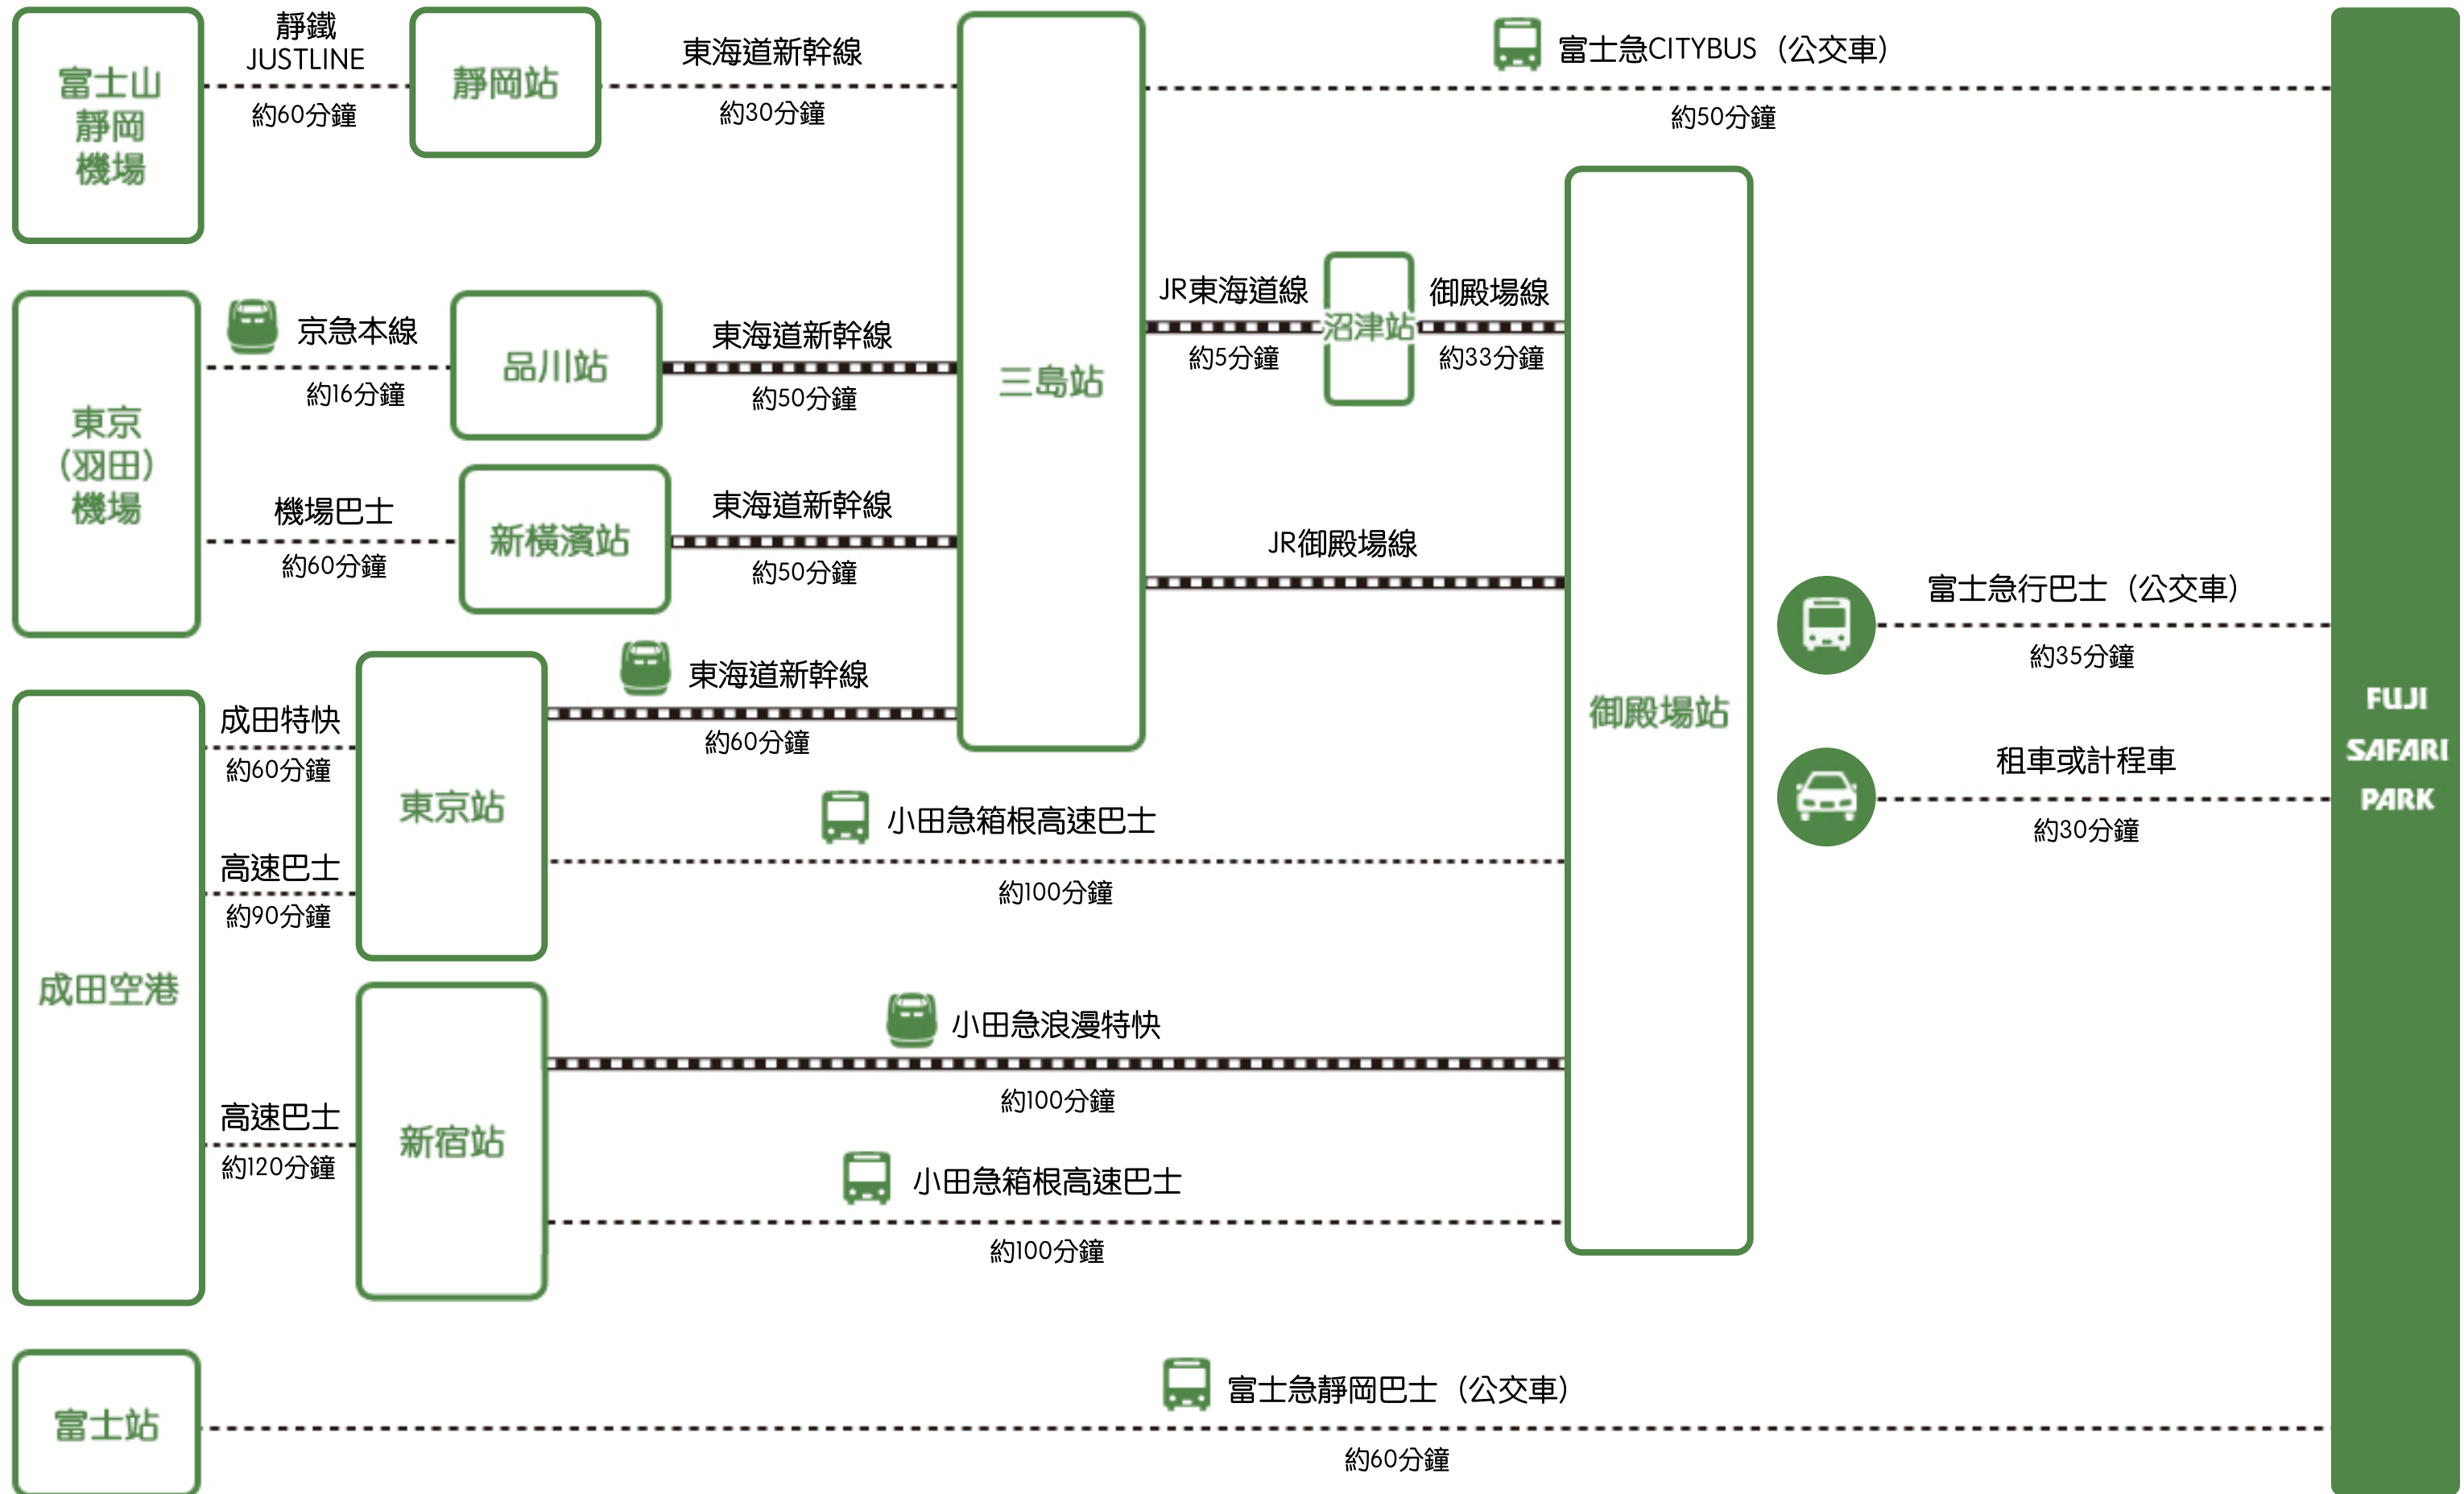 富士山
靜岡
機場
靜鐵
JUSTLINE
約60分鐘
靜岡站
東海道新幹線
約30分鐘
三島站
富士急CITYBUS（公交車）
約50分鐘
東京
（羽田）
機場
京急本線
約16分鐘
品川站
東海道新幹線
約50分鐘
機場巴士
約60分鐘
新橫濱站
東海道新幹線
約50分鐘
JR東海道線
約5分鐘
沼津站
御殿場線
約33分鐘
JR御殿場線
御殿場站
富士急行巴士（公交車）
約35分鐘
租車或計程車
約30分鐘
FUJI
SAFARI
PARK
成田空港
成田特快
約60分鐘
高速巴士
約90分鐘
東京站
東海道新幹線
約60分鐘
小田急箱根高速巴士
約100分鐘
高速巴士
約120分鐘
新宿站
小田急浪漫特快
約100分鐘
小田急箱根高速巴士
約100分鐘
富士站
富士急靜岡巴士（公交車）
約60分鐘